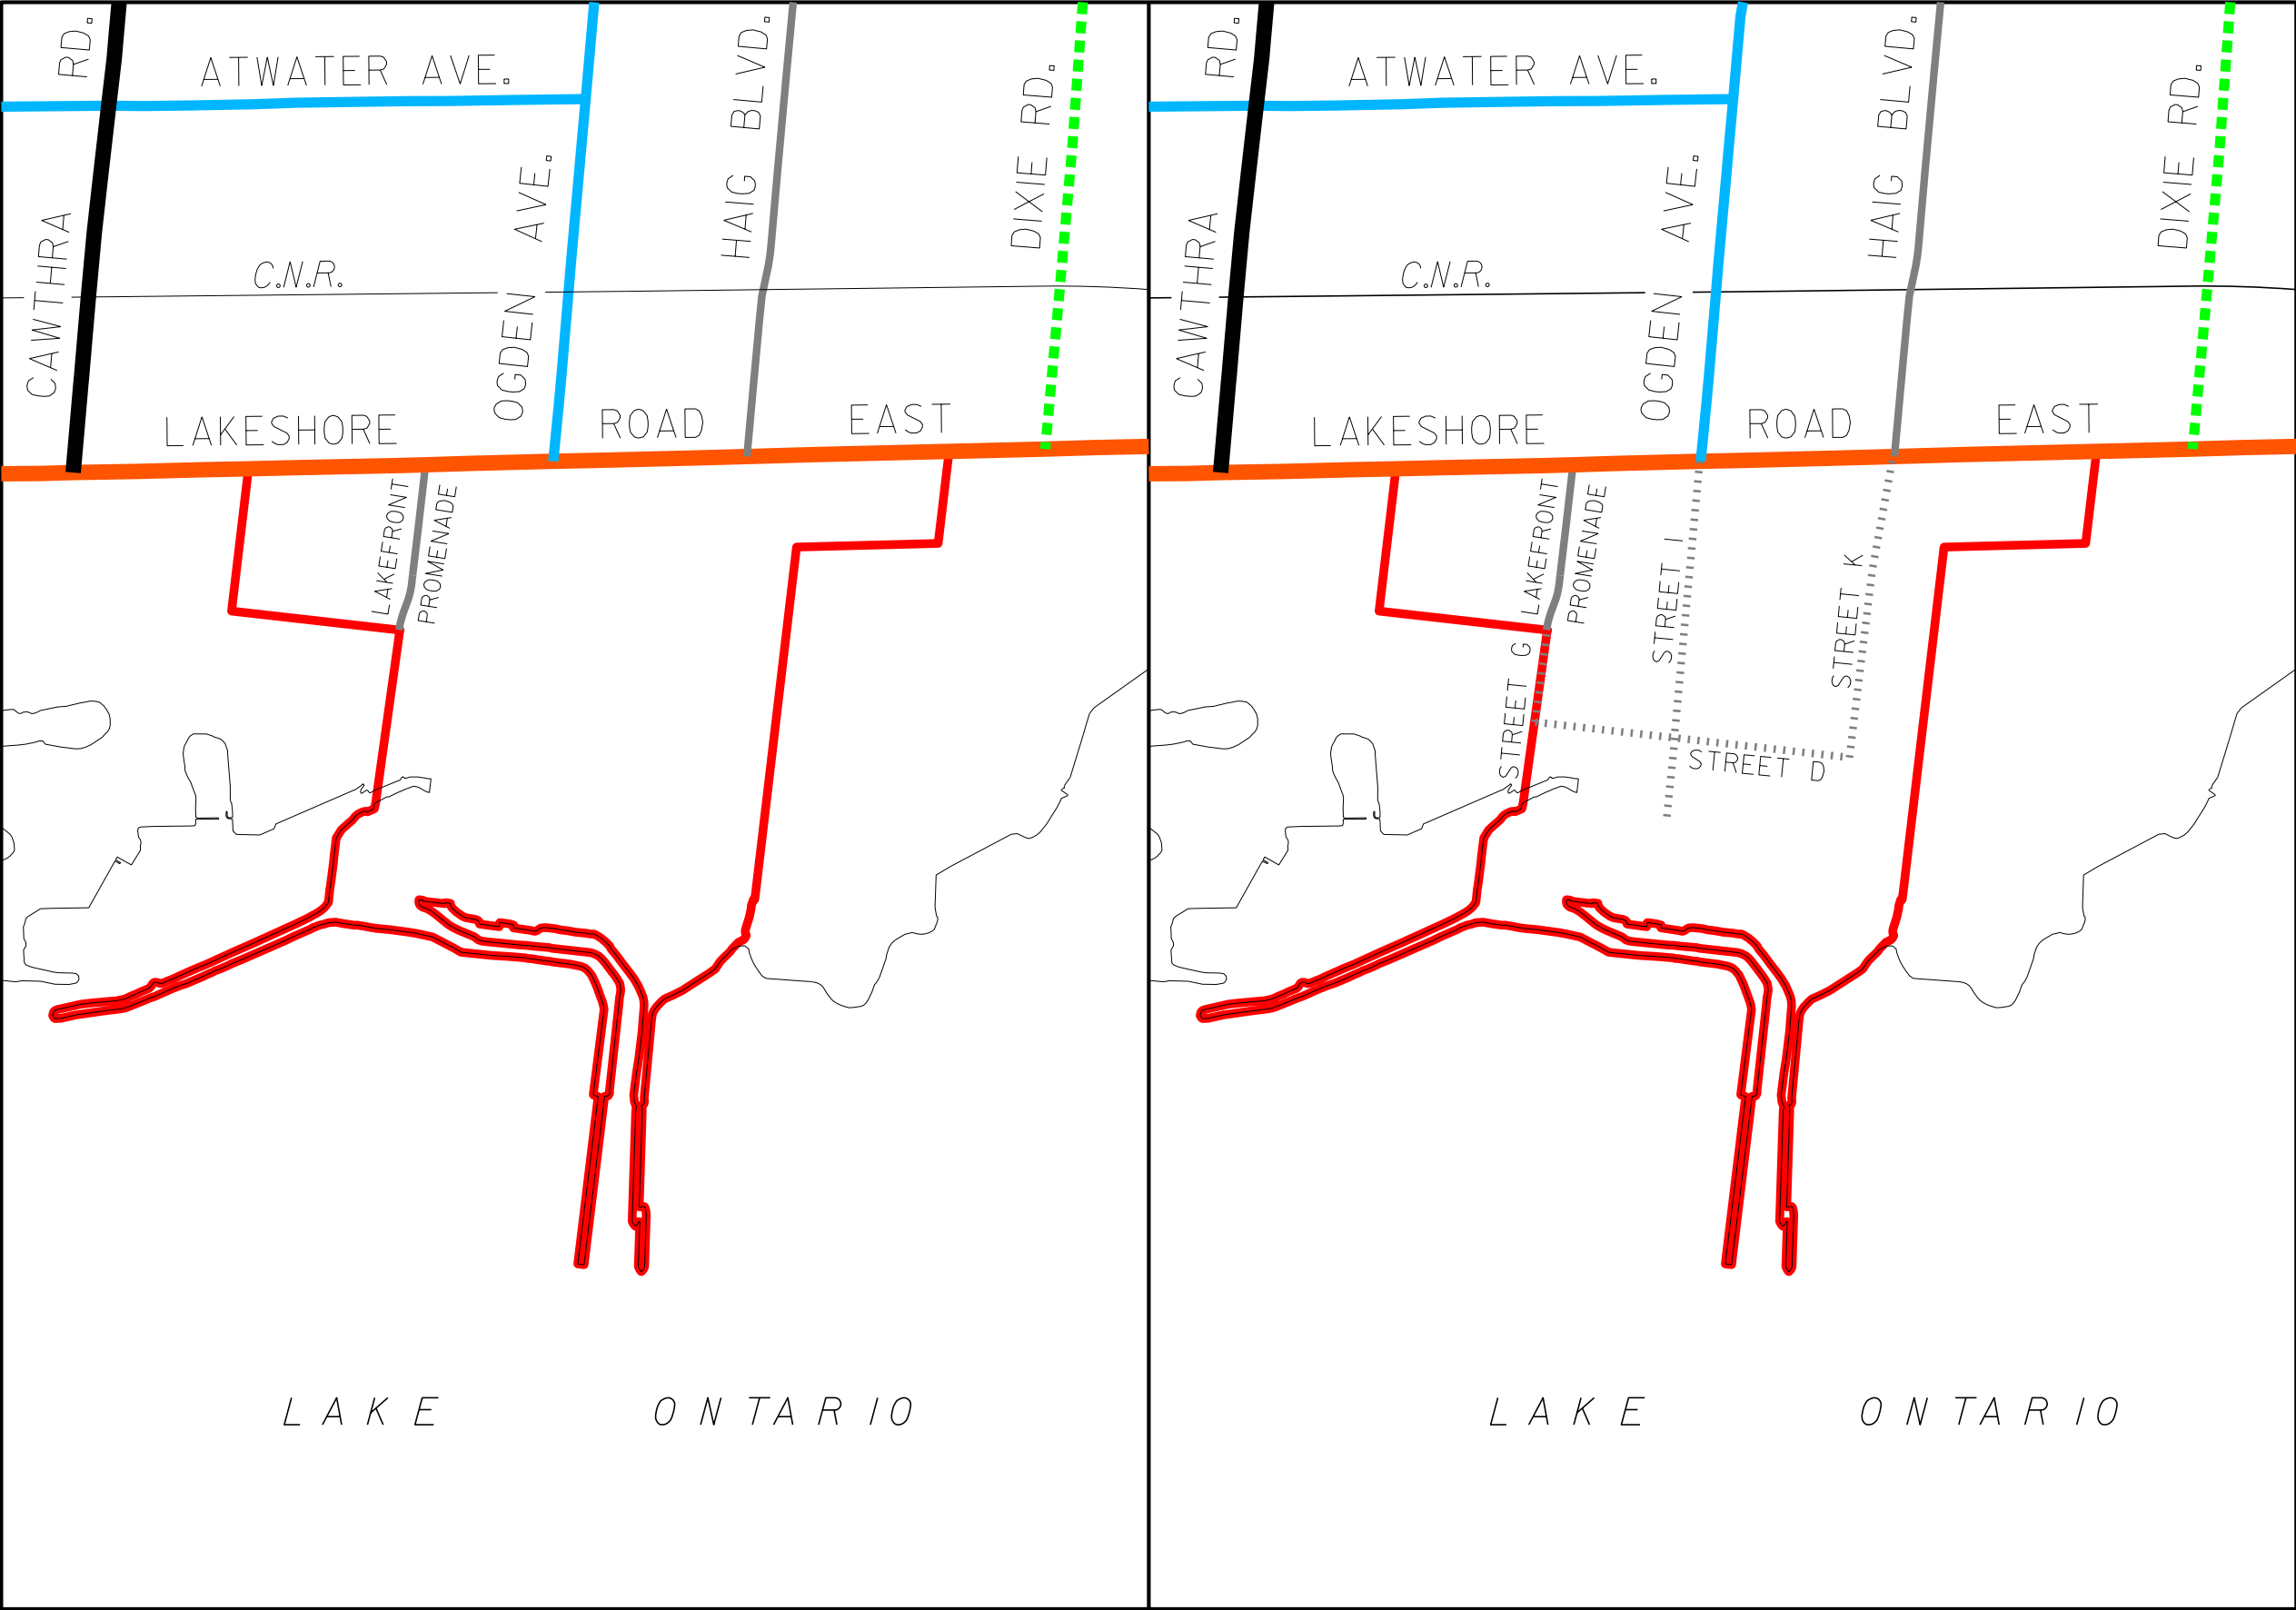 CAWTHRA RD.
ATWATER AVE.
OGDEN AVE.
HAIG BLVD.
DIXIE RD.
C.N.R.
LAKESHORE ROAD EAST
LAKEFRONT
PROMENADE
LAKE ONTARIO
CAWTHRA RD.
ATWATER AVE.
OGDEN AVE.
HAIG BLVD.
DIXIE RD.
C.N.R.
LAKESHORE ROAD EAST
LAKEFRONT
PROMENADE
STREET G
STREET I
STREET K
STREET D
LAKE ONTARIO